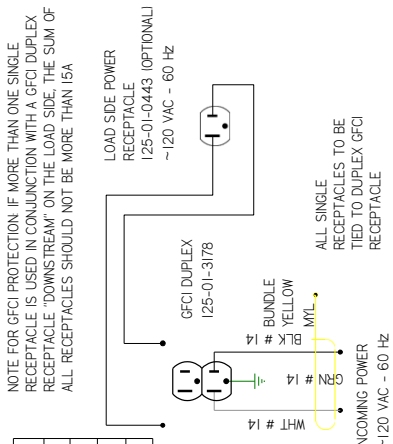 NOTE FOR GFCI PROTECTION: IF MORE THAN ONE SINGLE
RECEPTACLE IS USED IN CONJUNCTION WITH A GFCI DUPLEX
RECEPTACLE "DOWNSTREAM" ON THE LOAD SIDE, THE SUM OF
ALL RECEPTACLES SHOULD NOT BE MORE THAN 15A
LOAD SIDE POWER
RECEPTACLE
125-01-0443 (OPTIONAL)
~120 VAC - 60 Hz
GFCI DUPLEX
125-01-3178
BUNDLE
YELLOW
MYL
BLK # 14
GRN # 14
WHT # 14
INCOMING POWER
~120 VAC - 60 Hz
ALL SINGLE
RECEPTACLES TO BE
TIED TO DUPLEX GFCI
RECEPTACLE